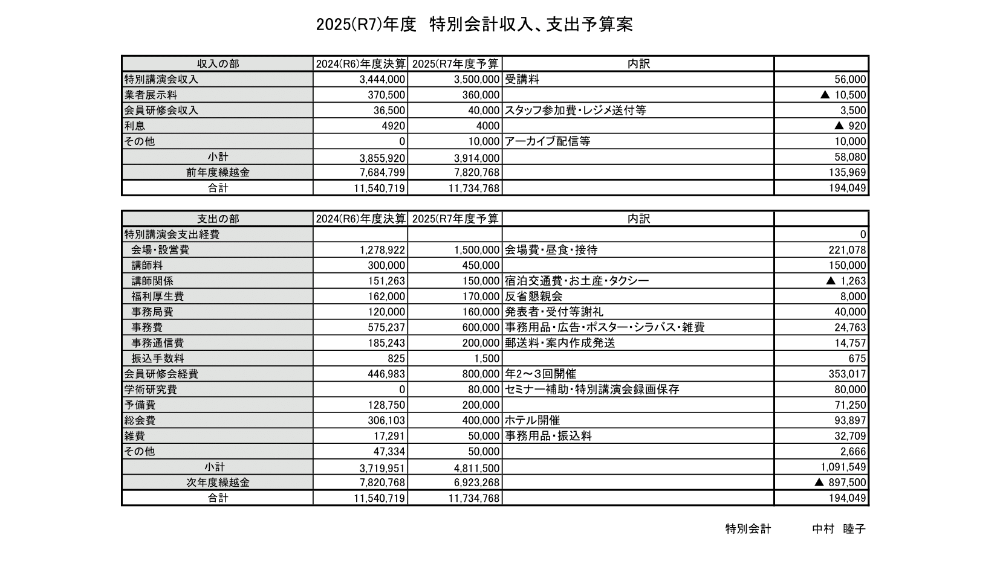 2025(R7)年度　特別会計収入、支出予算案
収入の部 2024(R6)年度決算 2025(R7年度予算 内訳
特別講演会収入 3,444,000 3,500,000 受講料 56,000
業者展示料 370,500 360,000 ▲ 10,500
会員研修会収入 36,500 40,000 スタッフ参加費・レジメ送付等 3,500
利息 4920 4000 ▲ 920
その他 0 10,000 アーカイブ配信等 10,000
小計 3,855,920 3,914,000 58,080
前年度繰越金 7,684,799 7,820,768 135,969
合計 11,540,719 11,734,768 194,049
支出の部 2024(R6)年度決算 2025(R7年度予算 内訳
特別講演会支出経費 0
会場・設営費 1,278,922 1,500,000 会場費・昼食・接待 221,078
講師料 300,000 450,000 150,000
講師関係 151,263 150,000 宿泊交通費・お土産・タクシー ▲ 1,263
福利厚生費 162,000 170,000 反省懇親会 8,000
事務局費 120,000 160,000 発表者・受付等謝礼 40,000
事務費 575,237 600,000 事務用品・広告・ポスター・シラバス・雑費 24,763
事務通信費 185,243 200,000 郵送料・案内作成発送 14,757
振込手数料 825 1,500 675
会員研修会経費 446,983 800,000 年2～3回開催 353,017
学術研究費 0 80,000 セミナー補助・特別講演会録画保存 80,000
予備費 128,750 200,000 71,250
総会費 306,103 400,000 ホテル開催 93,897
雑費 17,291 50,000 事務用品・振込料 32,709
その他 47,334 50,000 2,666
小計 3,719,951 4,811,500 1,091,549
次年度繰越金 7,820,768 6,923,268 ▲ 897,500
合計 11,540,719 11,734,768 194,049
特別会計　中村　睦子